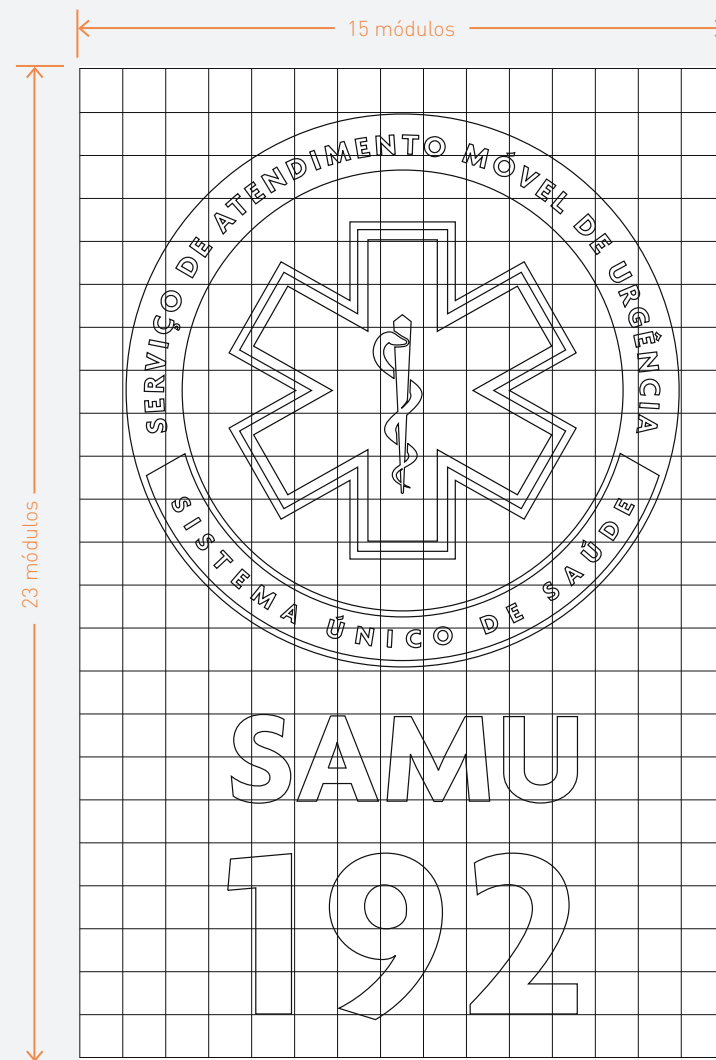 15 módulos
23 módulos
SERVIÇO DE ATENDIMENTO MÓVEL DE URGÊNCIA
SISTEMA ÚNICO DE SAÚDE
SAMU
192